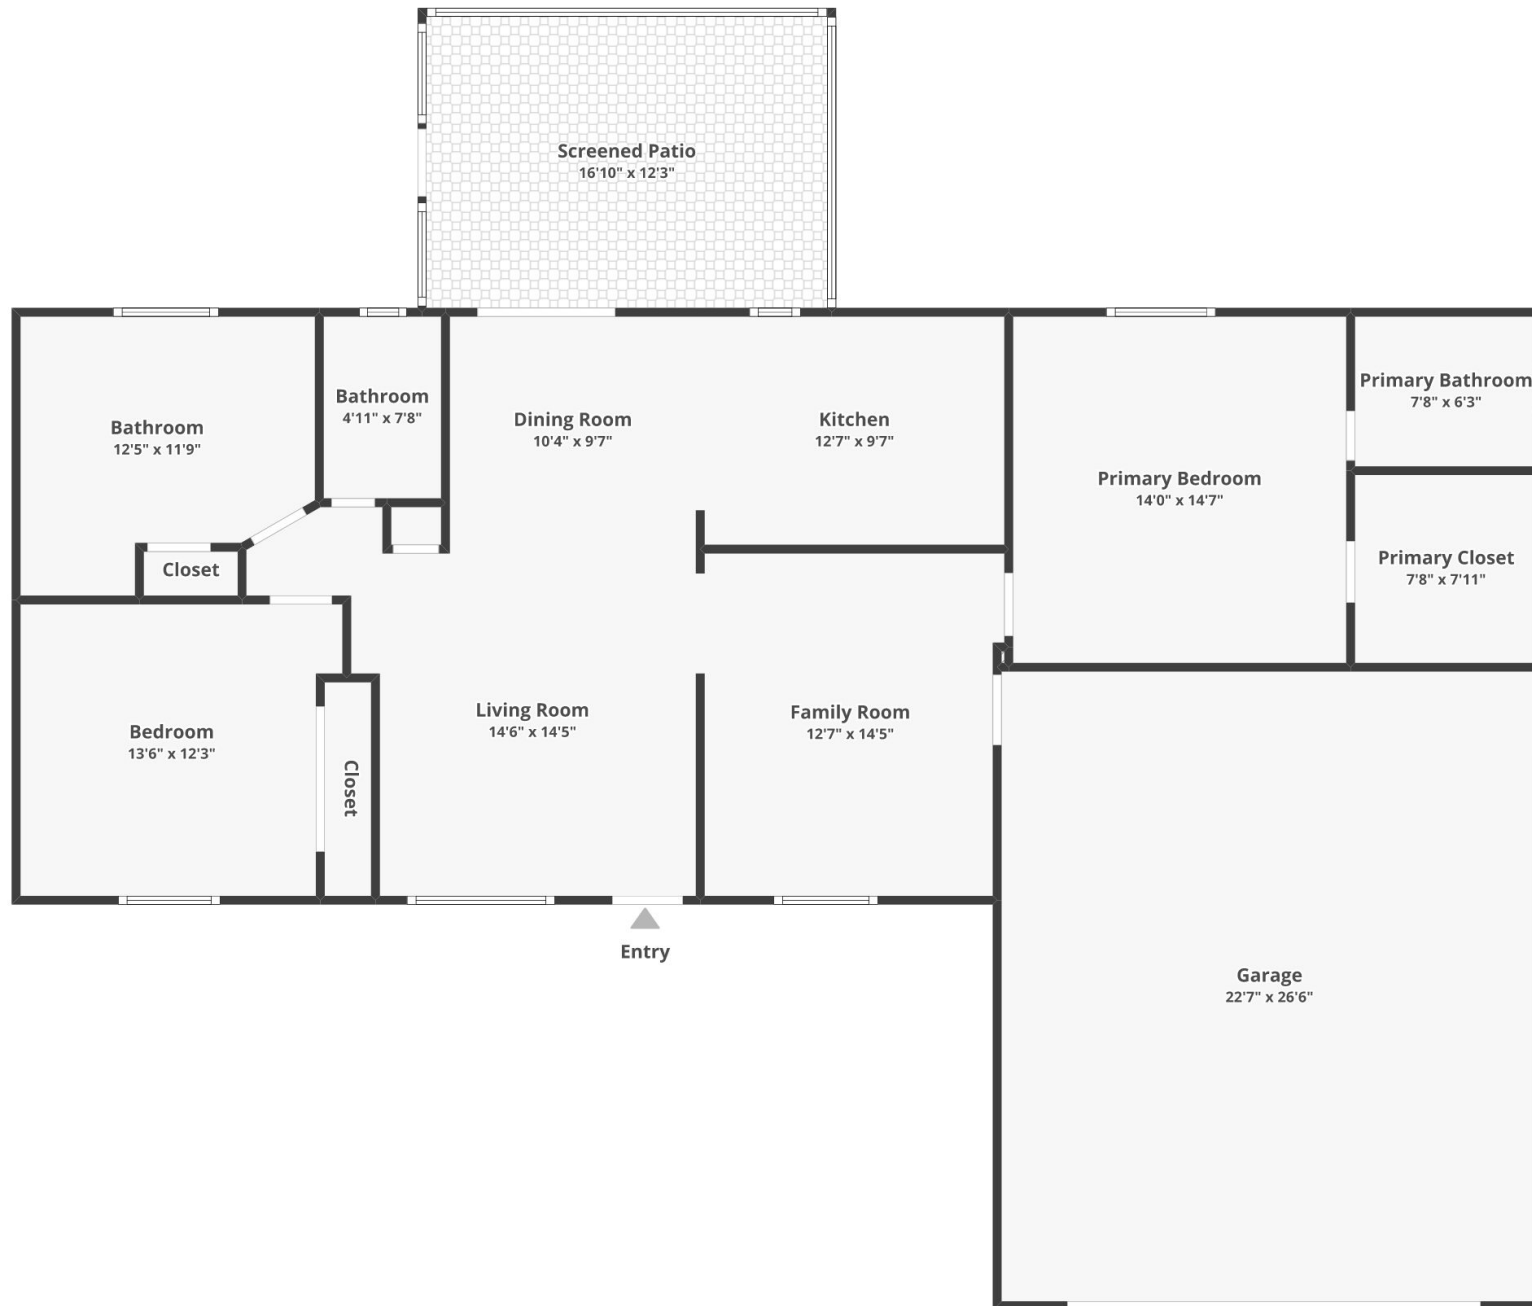 Screened Patio
16'10" x 12'3"
Bathroom
12'5" x 11'9"
Bathroom
4'11" x 7'8"
Dining Room
10'4" x 9'7"
Kitchen
12'7" x 9'7"
Primary Bedroom
14'0" x 14'7"
Primary Bathroom
7'8" x 6'3"
Primary Closet
7'8" x 7'11"
Closet
Bedroom
13'6" x 12'3"
Closet
Living Room
14'6" x 14'5"
Family Room
12'7" x 14'5"
Entry
Garage
22'7" x 26'6"